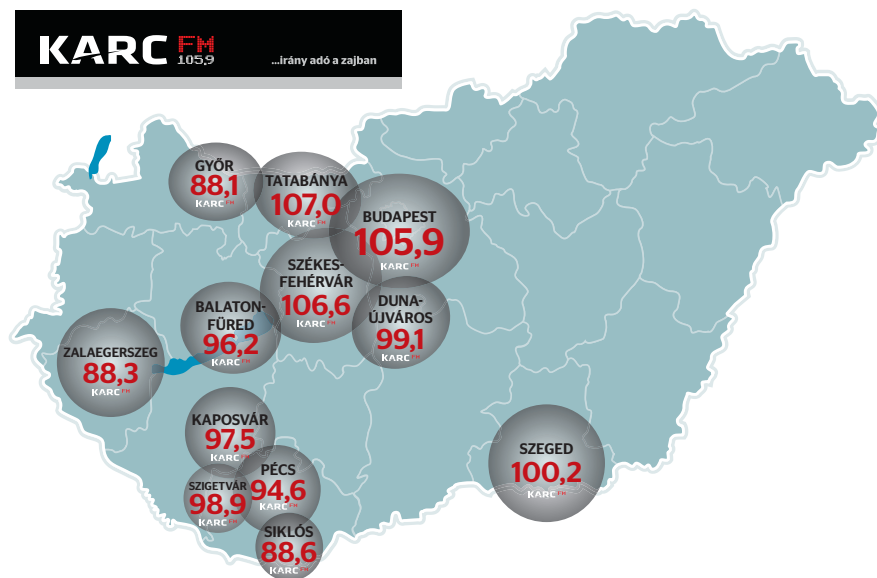 KARC FM
105,9
...irány adó a zajban
GYŐR
88,1
KARC FM
TATABÁNYA
107,0
KARC FM
BUDAPEST
105,9
KARC FM
SZÉKES-
FEHÉRVÁR
106,6
KARC FM
BALATON-
FÜRED
96,2
KARC FM
DUNA-
ÚJVÁROS
99,1
KARC FM
ZALAEGERSZEG
88,3
KARC FM
KAPOSVÁR
97,5
KARC FM
PÉCS
94,6
KARC FM
SZIGETVÁR
98,9
KARC FM
SIKLÓS
88,6
KARC FM
SZEGED
100,2
KARC FM